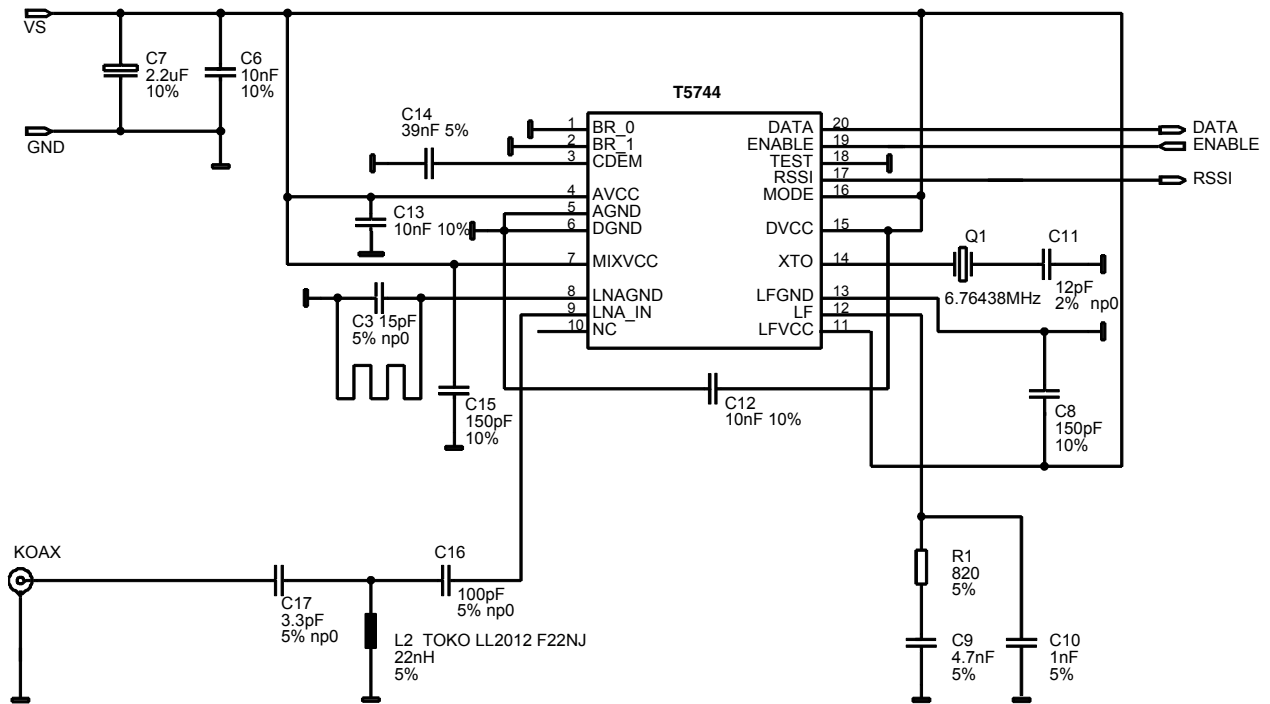 VS
C7
2.2uF
10%
C6
10nF
10%
GND
T5744
C14
39nF 5%
1 BR_0
2 BR_1
3 CDEM
4 AVCC
5 AGND
6 DGND
7 MIXVCC
8 LNAGND
9 LNA_IN
10 NC
DATA 20
ENABLE 19
TEST 18
RSSI 17
MODE 16
DVCC 15
XTO 14
LFGND 13
LF 12
LFVCC 11
DATA
ENABLE
RSSI
C13
10nF 10%
Q1
6.76438MHz
C11
12pF
2% np0
C3 15pF
5% np0
C15
150pF
10%
C12
10nF 10%
C8
150pF
10%
KOAX
C17
3.3pF
5% np0
C16
100pF
5% np0
L2 TOKO LL2012 F22NJ
22nH
5%
R1
820
5%
C9
4.7nF
5%
C10
1nF
5%